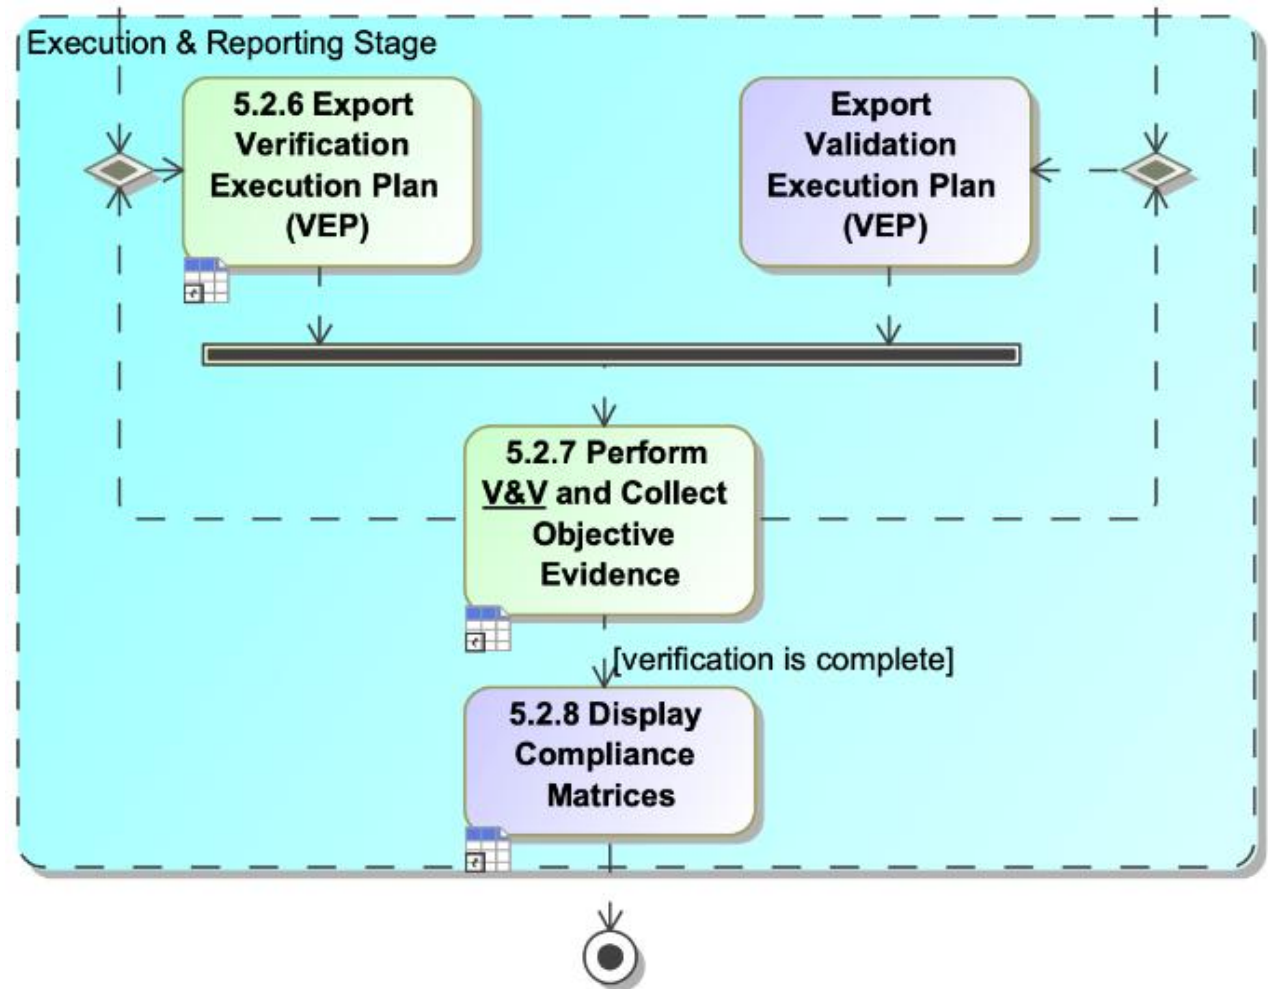 Execution & Reporting Stage
5.2.6 Export
Verification
Execution Plan
(VEP)
Export
Validation
Execution Plan
(VEP)
5.2.7 Perform
V&V and Collect
Objective
Evidence
[verification is complete]
5.2.8 Display
Compliance
Matrices